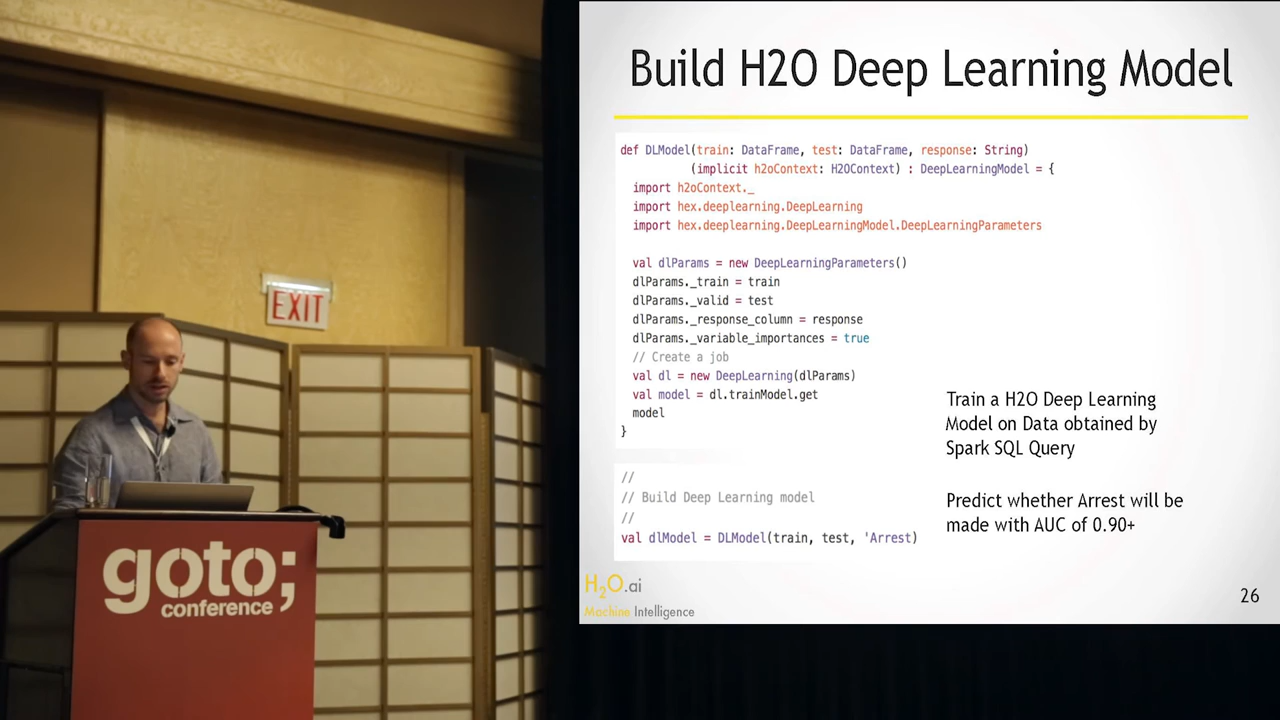 EXIT
goto;
conference
Build H2O Deep Learning Model
def DLModel(train: DataFrame, test: DataFrame, response: String)
(implicit h2oContext: H2OContext) : DeepLearningModel = {
import h2oContext._
import hex.deeplearning.DeepLearning
import hex.deeplearning.DeepLearningModel.DeepLearningParameters
val dlParams = new DeepLearningParameters()
dlParams._train = train
dlParams._valid = test
dlParams._response_column = response
dlParams._variable_importances = true
// Create a job
val dl = new DeepLearning(dlParams)
val model = dl.trainModel.get
model
}
Train a H2O Deep Learning
Model on Data obtained by
Spark SQL Query
//
// Build Deep Learning model
//
val dlModel = DLModel(train, test, 'Arrest)
Predict whether Arrest will be
made with AUC of 0.90+
H2O.ai
Machine Intelligence
26